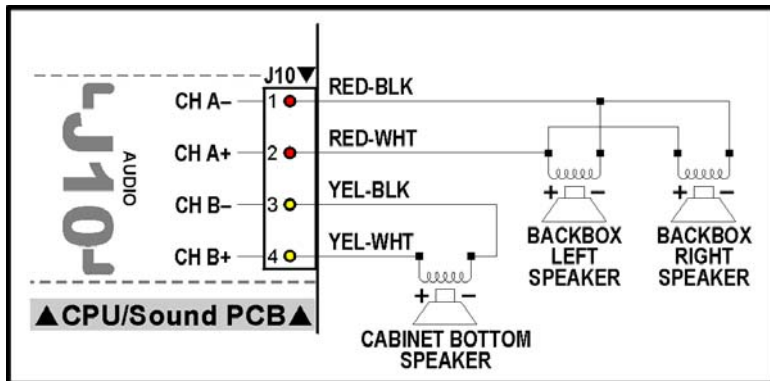 J10▼
CH A– 1 RED-BLK
CH A+ 2 RED-WHT
CH B– 3 YEL-BLK
CH B+ 4 YEL-WHT
J10
AUDIO
+ –
BACKBOX
LEFT
SPEAKER
+ –
BACKBOX
RIGHT
SPEAKER
+ –
CABINET BOTTOM
SPEAKER
▲CPU/Sound PCB▲